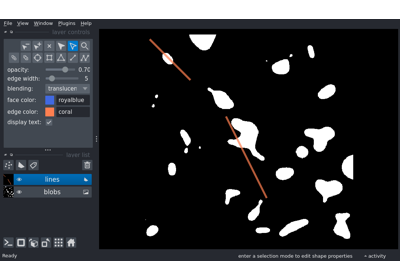 File View Window Plugins Help
layer controls
opacity: 0.70
edge width: 5
blending: translucen
face color: royalblue
edge color: coral
display text:
layer list
lines
blobs
Ready enter a selection mode to edit shape properties activity